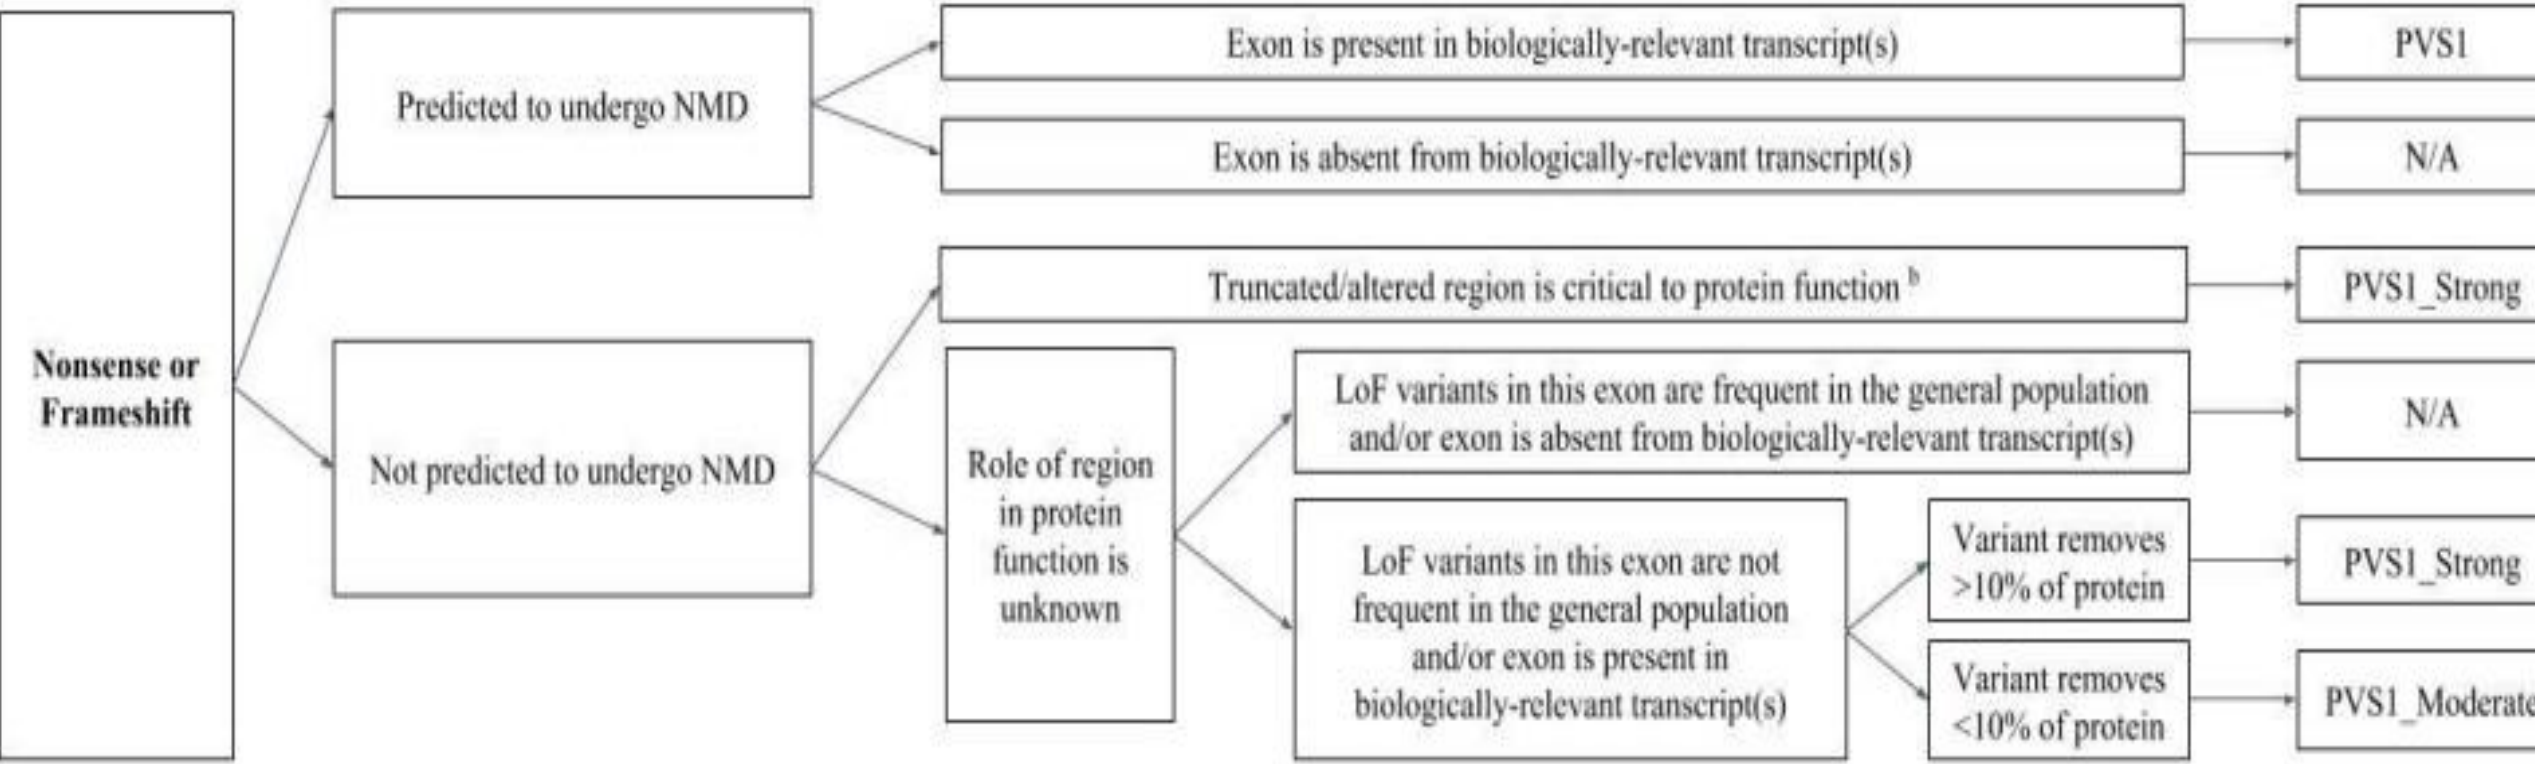 Nonsense or
Frameshift
Predicted to undergo NMD
Exon is present in biologically-relevant transcript(s)
PVS1
Exon is absent from biologically-relevant transcript(s)
N/A
Not predicted to undergo NMD
Truncated/altered region is critical to protein function b
PVS1_Strong
Role of region
in protein
function is
unknown
LoF variants in this exon are frequent in the general population
and/or exon is absent from biologically-relevant transcript(s)
N/A
LoF variants in this exon are not
frequent in the general population
and/or exon is present in
biologically-relevant transcript(s)
Variant removes
>10% of protein
PVS1_Strong
Variant removes
<10% of protein
PVS1_Moderate